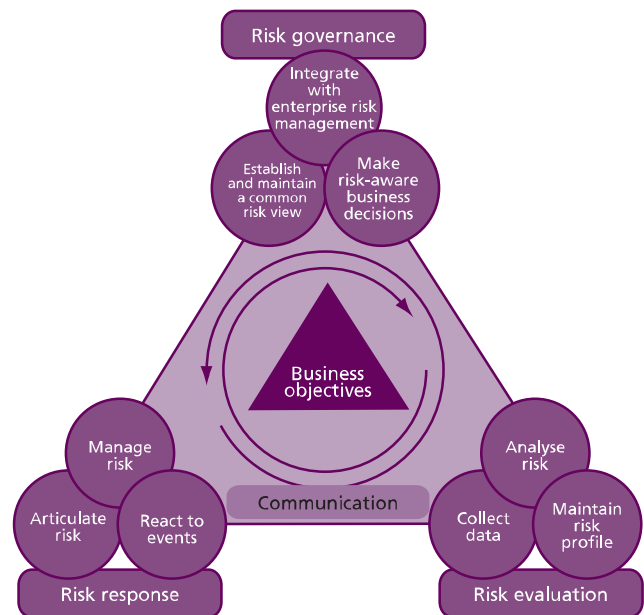 Risk governance
Integrate
with
enterprise risk
management
Establish
and maintain
a common
risk view
Make
risk-aware
business
decisions
Business
objectives
Manage
risk
Articulate
risk
React to
events
Risk response
Communication
Analyse
risk
Collect
data
Maintain
risk
profile
Risk evaluation